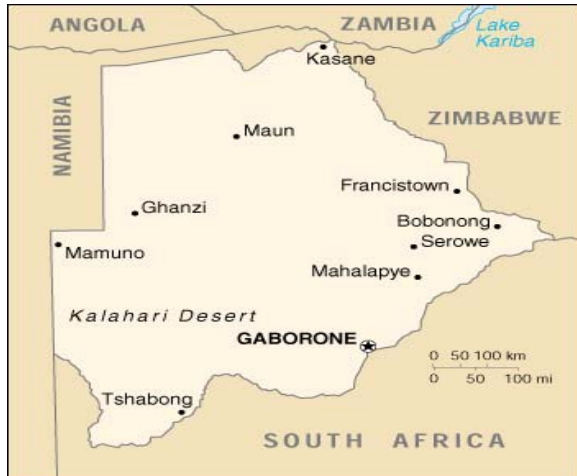 ANGOLA
ZAMBIA
Lake
Kariba
Kasane
NAMIBIA
ZIMBABWE
Maun
Francistown
Ghanzi
Bobonong
Serowe
Mamuno
Mahalapye
Kalahari Desert
GABORONE
0 50 100 km
0 50 100 mi
Tshabong
SOUTH AFRICA